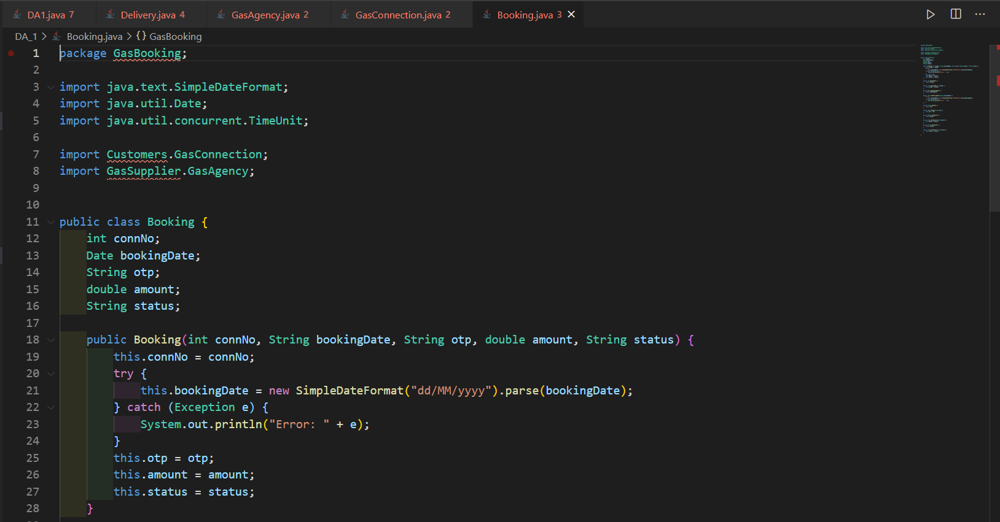 DA1.java 7 Delivery.java 4 GasAgency.java 2 GasConnection.java 2 Booking.java 3
DA_1 > Booking.java > {} GasBooking
1 package GasBooking;
2
3 import java.text.SimpleDateFormat;
4 import java.util.Date;
5 import java.util.concurrent.TimeUnit;
6
7 import Customers.GasConnection;
8 import GasSupplier.GasAgency;
9
10
11 public class Booking {
12     int connNo;
13     Date bookingDate;
14     String otp;
15     double amount;
16     String status;
17
18     public Booking(int connNo, String bookingDate, String otp, double amount, String status) {
19         this.connNo = connNo;
20         try {
21             this.bookingDate = new SimpleDateFormat("dd/MM/yyyy").parse(bookingDate);
22         } catch (Exception e) {
23             System.out.println("Error: " + e);
24         }
25         this.otp = otp;
26         this.amount = amount;
27         this.status = status;
28     }